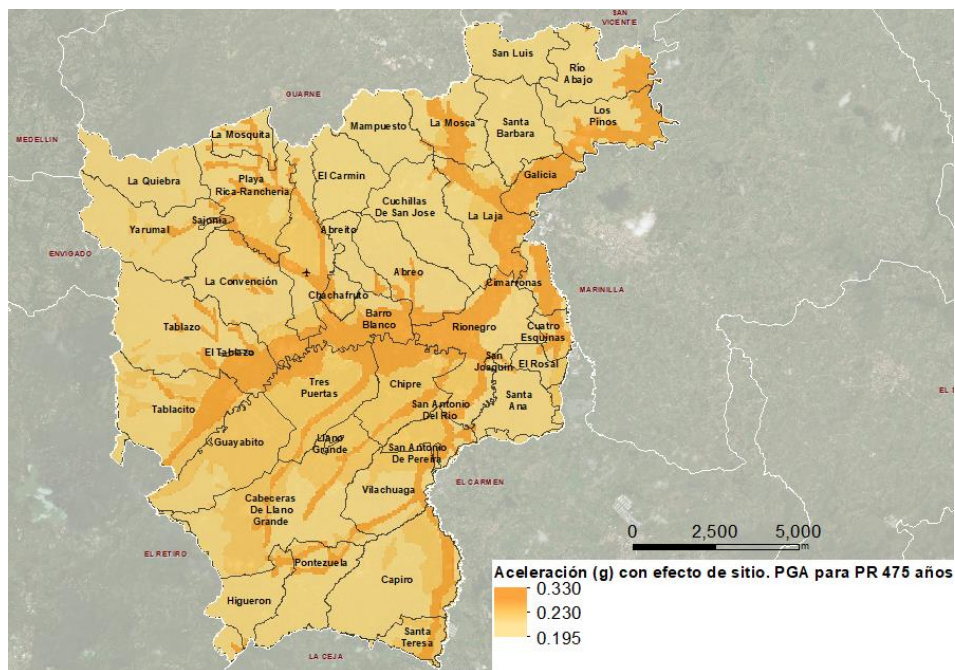 SAN
VICENTE
San Luis
Río
Abajo
GUARNE
Los
Pinos
MEDELLIN
La Mosquita
Mampuesto
La Mosca
Santa
Barbara
La Quiebra
Playa
Rica-Rancheria
El Carmin
Galicia
Cuchillas
De San Jose
Yarumal
Sajonia
Abreito
La Laja
ENVIGADO
La Convención
Abreo
Cimarronas
MARINILLA
Chachafruto
Tablazo
Barro
Blanco
Rionegro
Cuatro
Esquinas
El Tablazo
San
Joaquin
El Rosal
Tres
Puertas
Chipre
Santa
Ana
Tablacito
San Antonio
Del Rio
Guayabito
Llano
Grande
San Antonio
De Pereira
EL CARMEN
Vilachuaga
Cabeceras
De Llano
Grande
0 2,500 5,000
m
EL RETIRO
Pontezuela
Capiro
Higueron
Santa
Teresa
LA CEJA
Aceleración (g) con efecto de sitio. PGA para PR 475 años
0.330
0.230
0.195